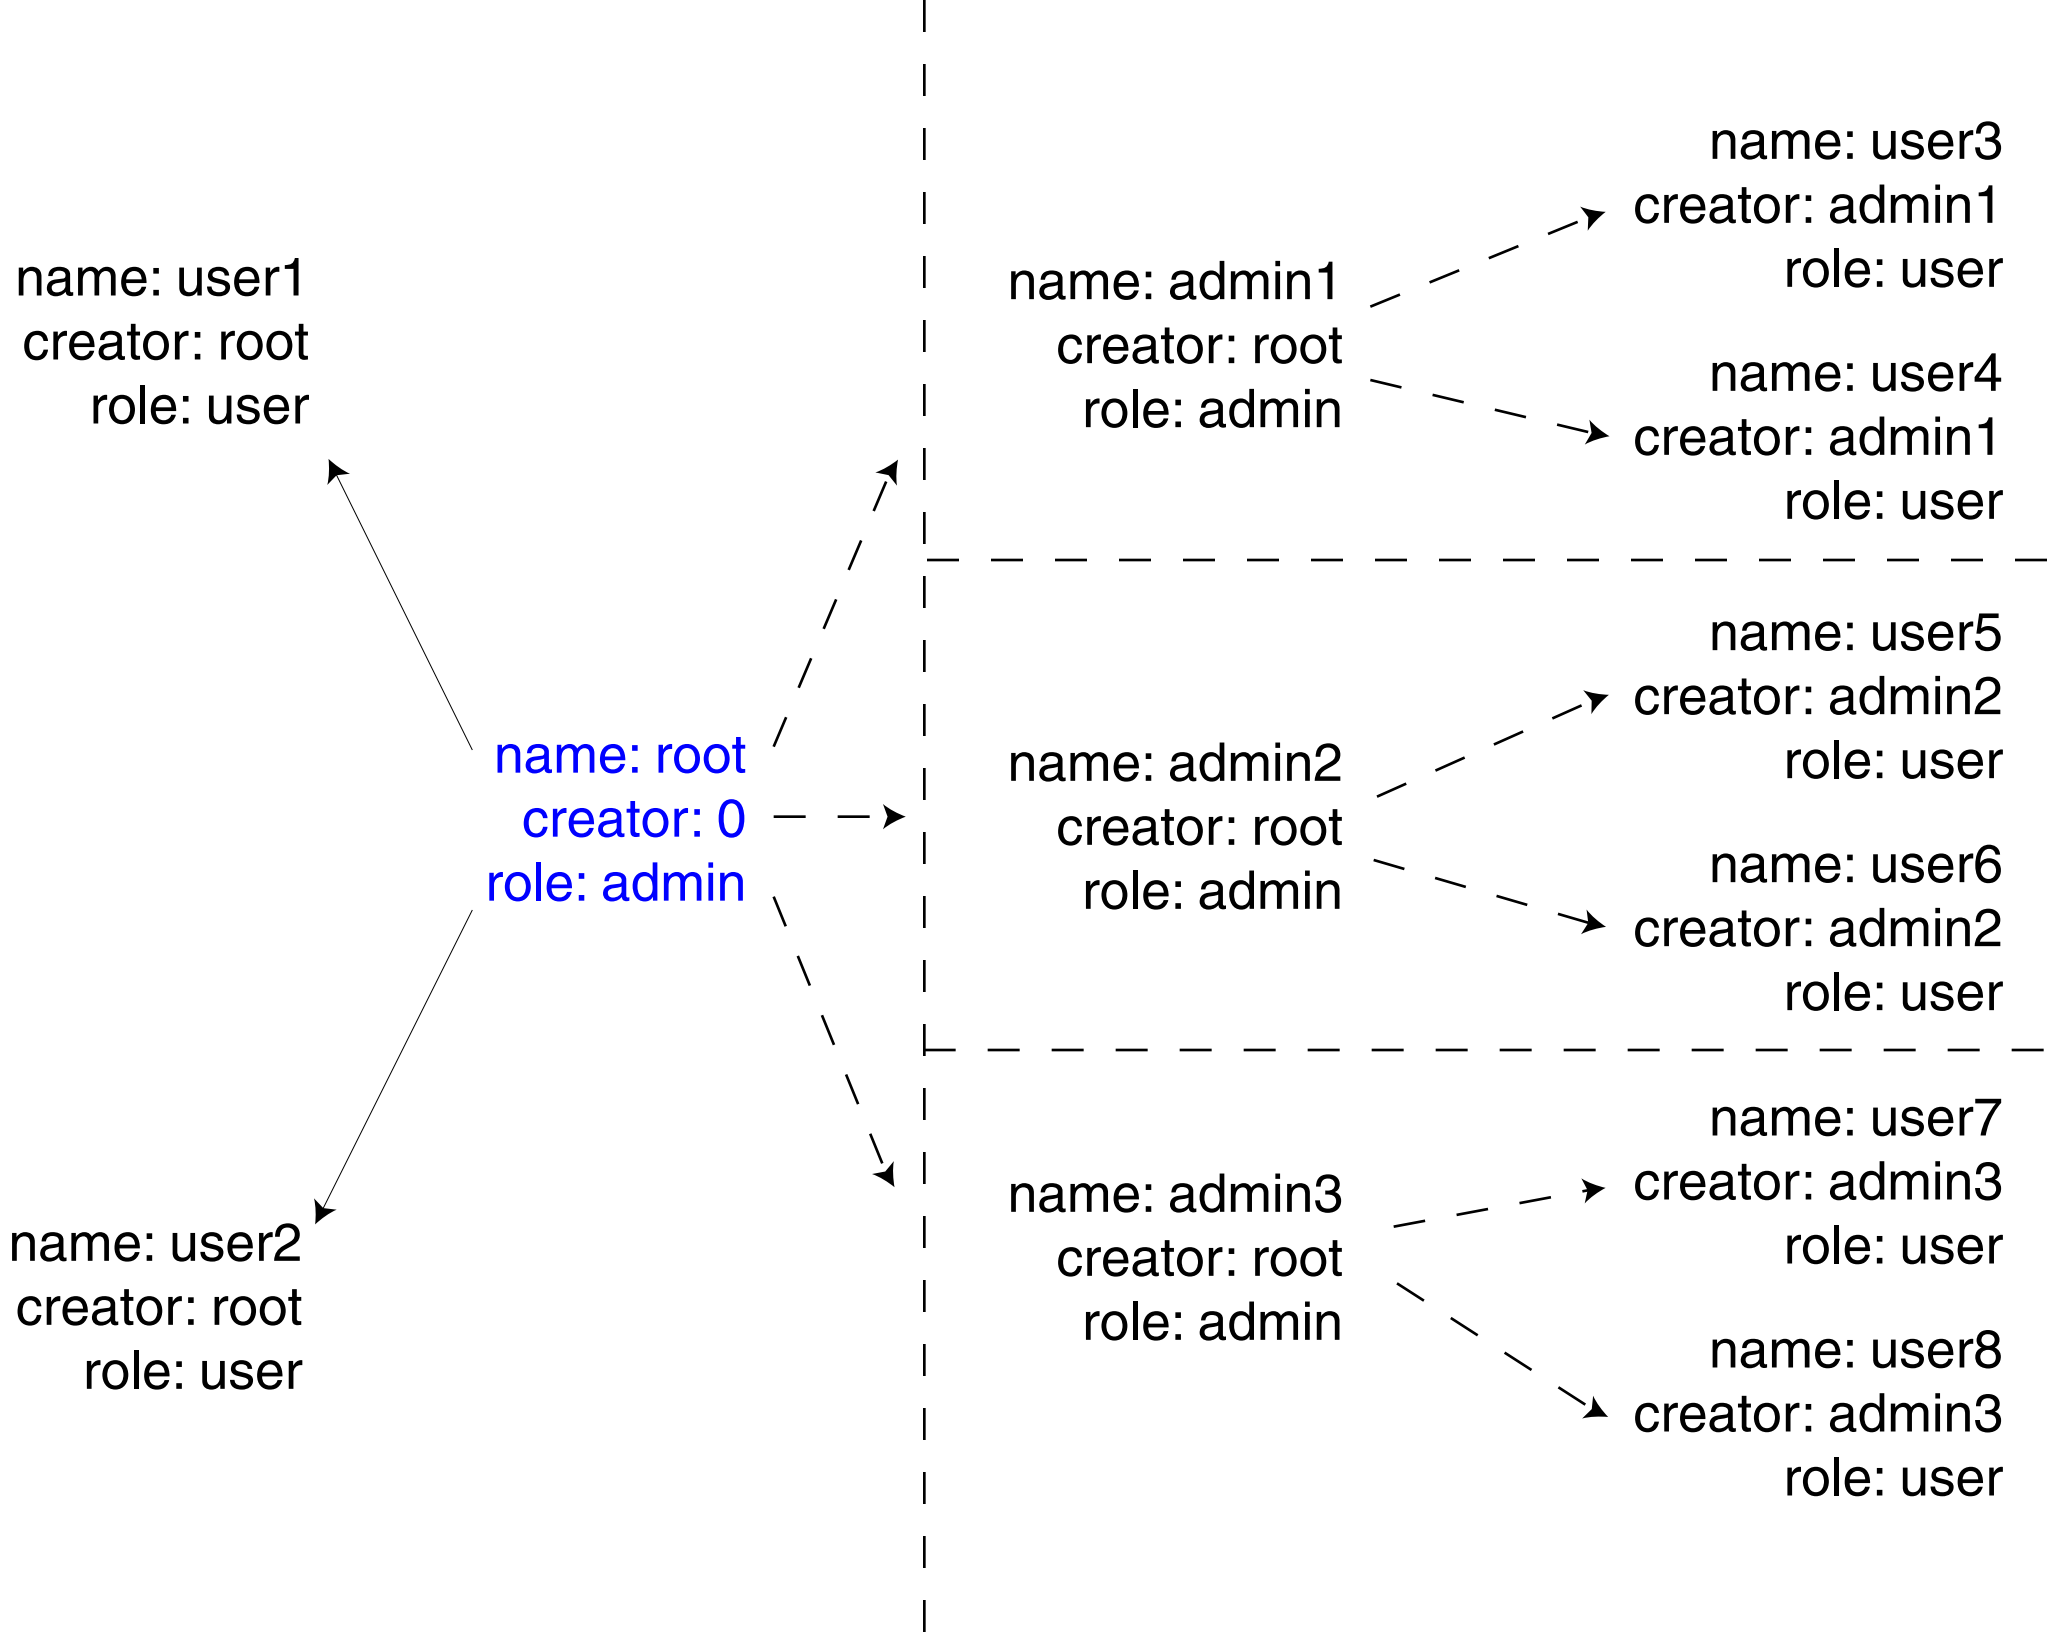 name: user1
creator: root
role: user
name: root
creator: 0
role: admin
name: user2
creator: root
role: user
name: admin1
creator: root
role: admin
name: user3
creator: admin1
role: user
name: user4
creator: admin1
role: user
name: admin2
creator: root
role: admin
name: user5
creator: admin2
role: user
name: user6
creator: admin2
role: user
name: admin3
creator: root
role: admin
name: user7
creator: admin3
role: user
name: user8
creator: admin3
role: user